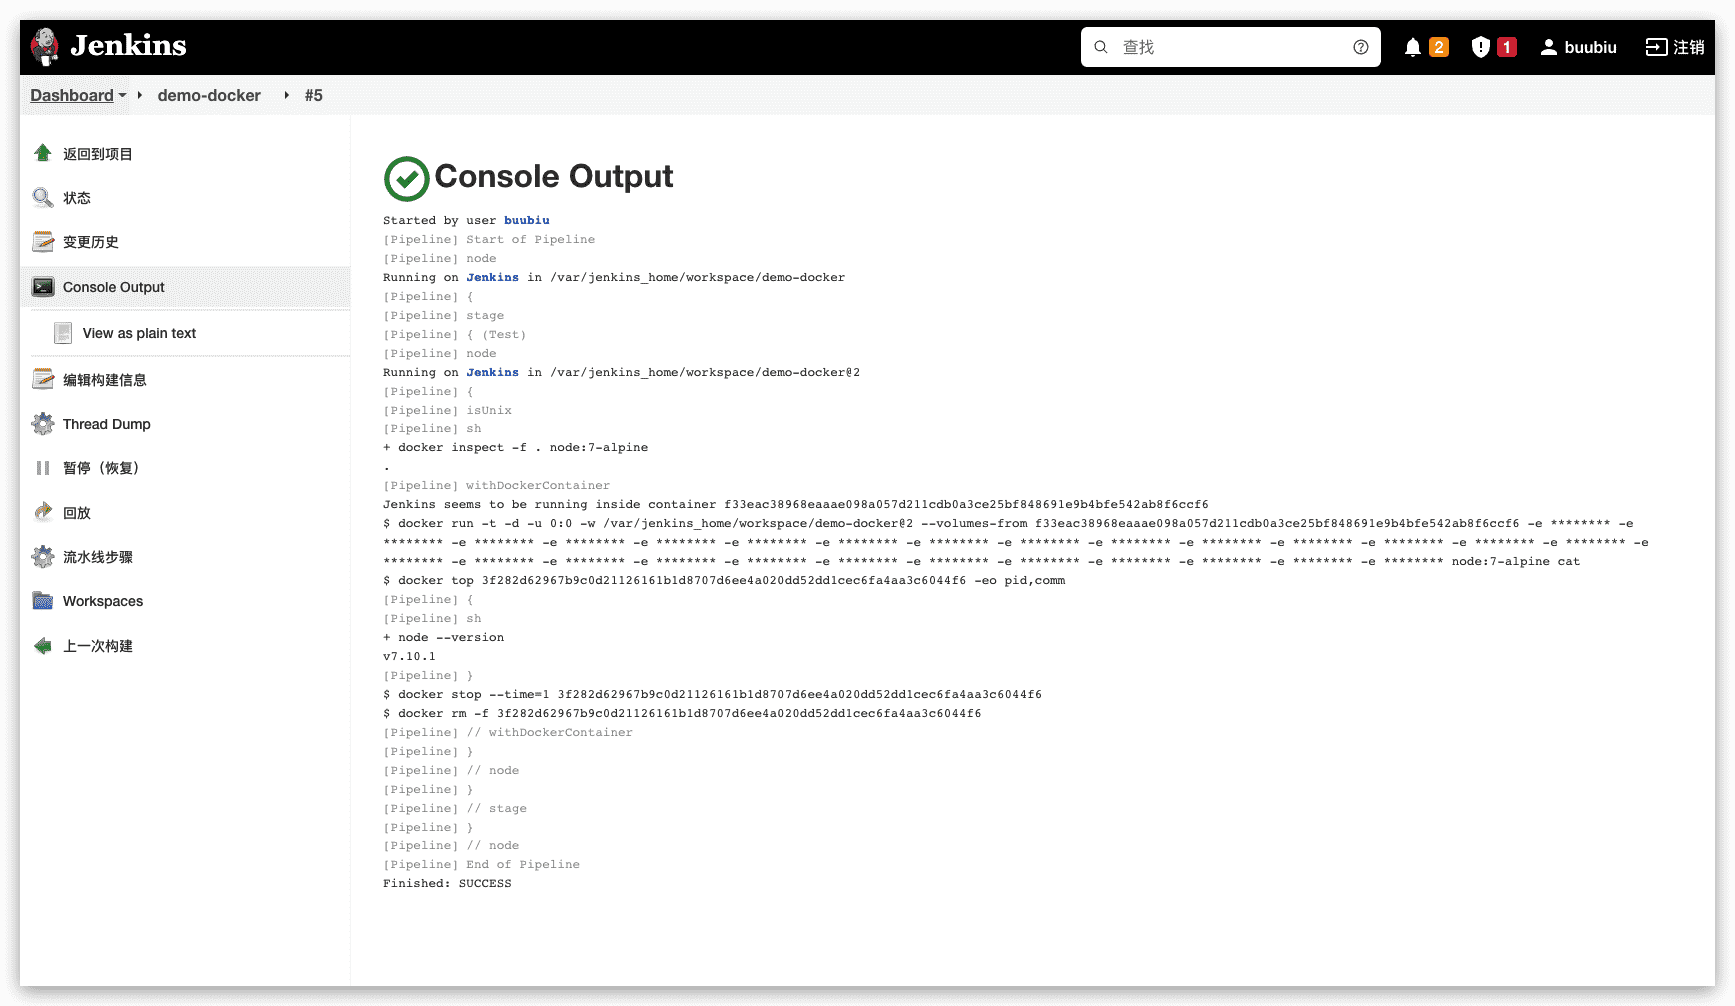 Jenkins
查找
2
1
buubiu
注销
Dashboard
demo-docker
#5
返回到项目
状态
变更历史
Console Output
View as plain text
编辑构建信息
Thread Dump
暂停（恢复）
回放
流水线步骤
Workspaces
上一次构建
Console Output
Started by user buubiu
[Pipeline] Start of Pipeline
[Pipeline] node
Running on Jenkins in /var/jenkins_home/workspace/demo-docker
[Pipeline] {
[Pipeline] stage
[Pipeline] { (Test)
[Pipeline] node
Running on Jenkins in /var/jenkins_home/workspace/demo-docker@2
[Pipeline] {
[Pipeline] isUnix
[Pipeline] sh
+ docker inspect -f . node:7-alpine
.
[Pipeline] withDockerContainer
Jenkins seems to be running inside container f33eac38968eaaae098a057d211cdb0a3ce25bf848691e9b4bfe542ab8f6ccf6
$ docker run -t -d -u 0:0 -w /var/jenkins_home/workspace/demo-docker@2 --volumes-from f33eac38968eaaae098a057d211cdb0a3ce25bf848691e9b4bfe542ab8f6ccf6 -e ******** -e
******** -e ******** -e ******** -e ******** -e ******** -e ******** -e ******** -e ******** -e ******** -e ******** -e ******** -e ******** -e ******** -e ******** -e
******** -e ******** -e ******** -e ******** -e ******** -e ******** -e ******** -e ******** -e ******** -e ******** -e ******** -e ******** node:7-alpine cat
$ docker top 3f282d62967b9c0d21126161b1d8707d6ee4a020dd52dd1cec6fa4aa3c6044f6 -eo pid,comm
[Pipeline] {
[Pipeline] sh
+ node --version
v7.10.1
[Pipeline] }
$ docker stop --time=1 3f282d62967b9c0d21126161b1d8707d6ee4a020dd52dd1cec6fa4aa3c6044f6
$ docker rm -f 3f282d62967b9c0d21126161b1d8707d6ee4a020dd52dd1cec6fa4aa3c6044f6
[Pipeline] // withDockerContainer
[Pipeline] }
[Pipeline] // node
[Pipeline] }
[Pipeline] // stage
[Pipeline] }
[Pipeline] // node
[Pipeline] End of Pipeline
Finished: SUCCESS